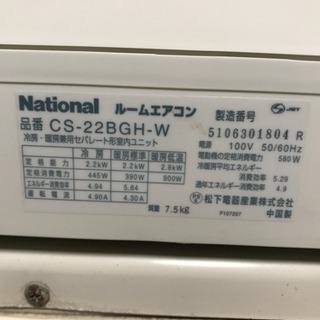 National ルームエアコン
品番 CS-22BGH-W
冷房・暖房兼用セパレート形室内ユニット
製造番号 JET
5106301804 R
電源 100V 50/60Hz
電動機の定格消費電力 580W
冷暖房平均エネルギー
消費効率 5.29
通年エネルギー消費効率 4.9
冷房 暖房標準 暖房低温
定格能力 2.2kW 2.2kW 2.8kW
定格消費電力 445W 390W 900W
エネルギー消費効率 4.94 5.64
定格電流 4.90A 4.30A
質量 7.5kg
P107207
松下電器産業株式会社
中国製